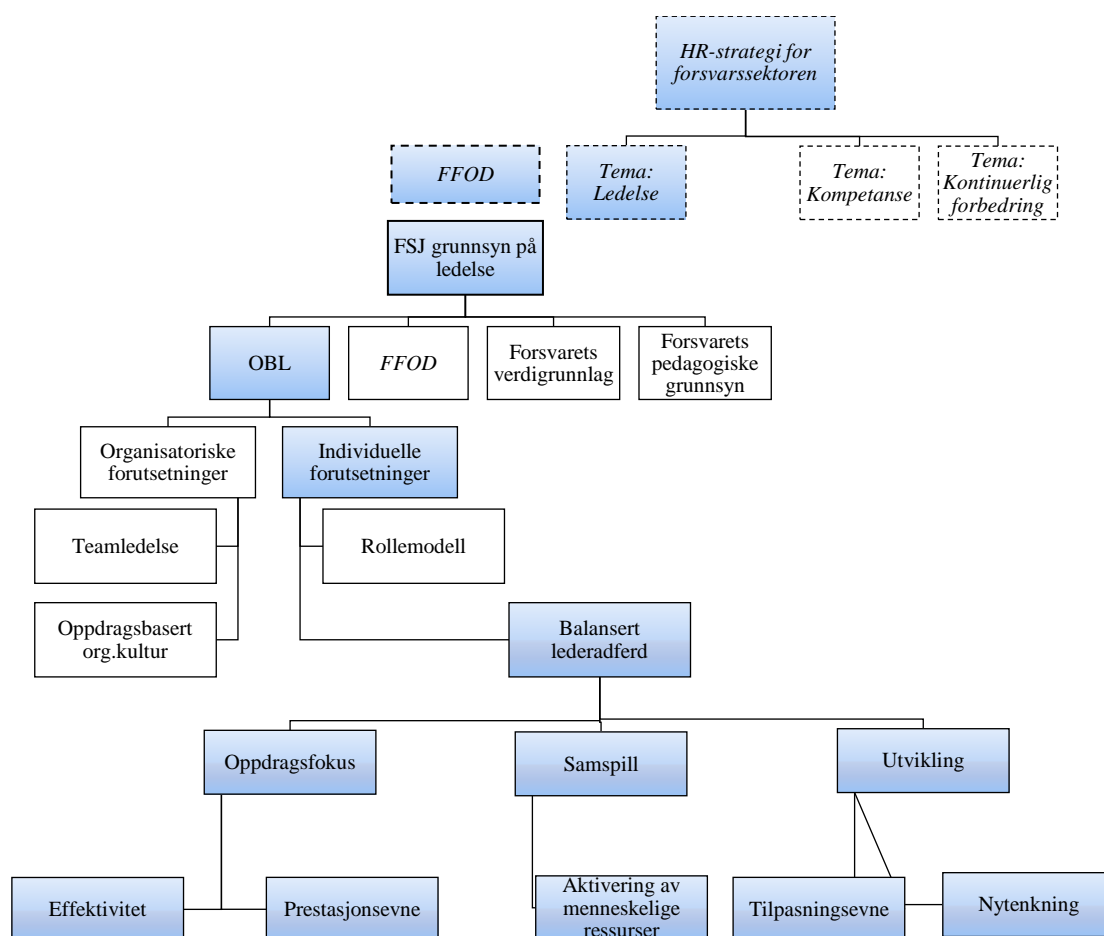 HR-strategi for
forsvarssektoren
FFOD
Tema:
Ledelse
Tema:
Kompetanse
Tema:
Kontinuerlig
forbedring
FSJ grunnsyn på
ledelse
OBL
FFOD
Forsvarets
verdigrunnlag
Forsvarets
pedagogiske
grunnsyn
Organisatoriske
forutsetninger
Individuelle
forutsetninger
Teamledelse
Rollemodell
Oppdragsbasert
org.kultur
Balansert
lederadferd
Oppdragsfokus
Samspill
Utvikling
Effektivitet
Prestasjonsevne
Aktivering av
menneskelige
ressurser
Tilpasningsevne
Nytenkning